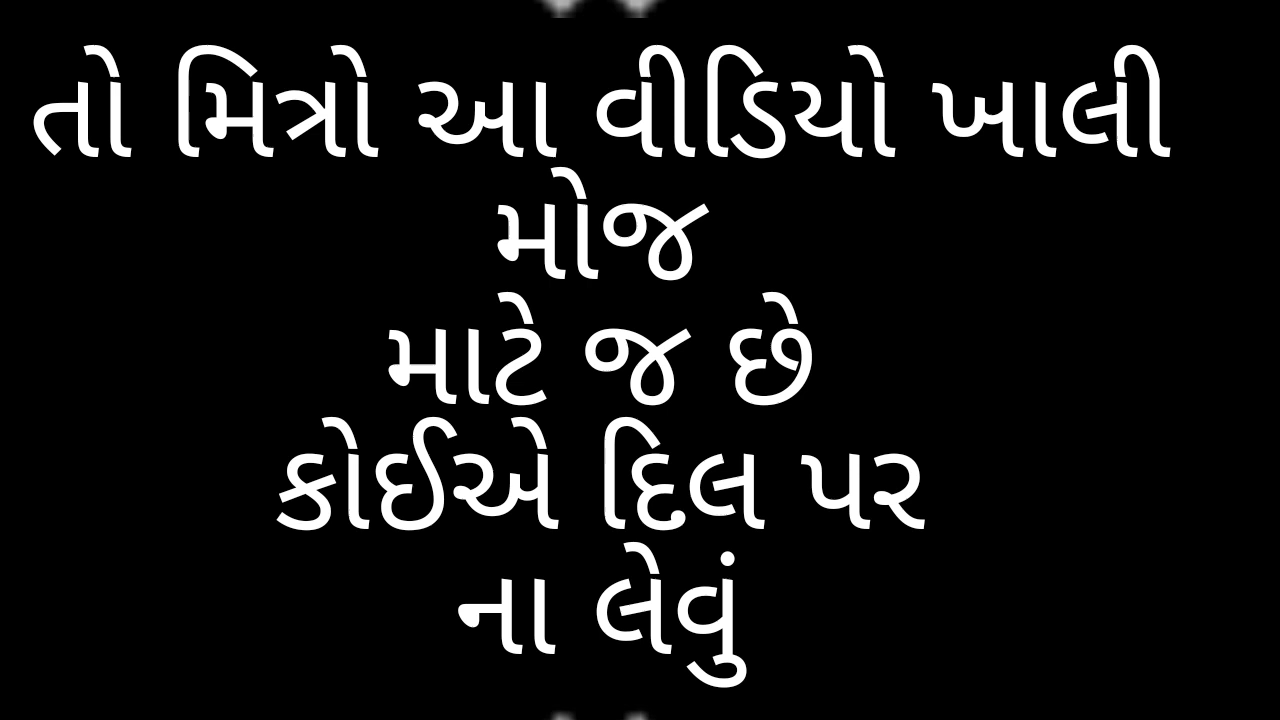 તો મિત્રો આ વીડિયો ખાલી
મોજ
માટે જ છે
કોઈએ દિલ પર
ના લેવું